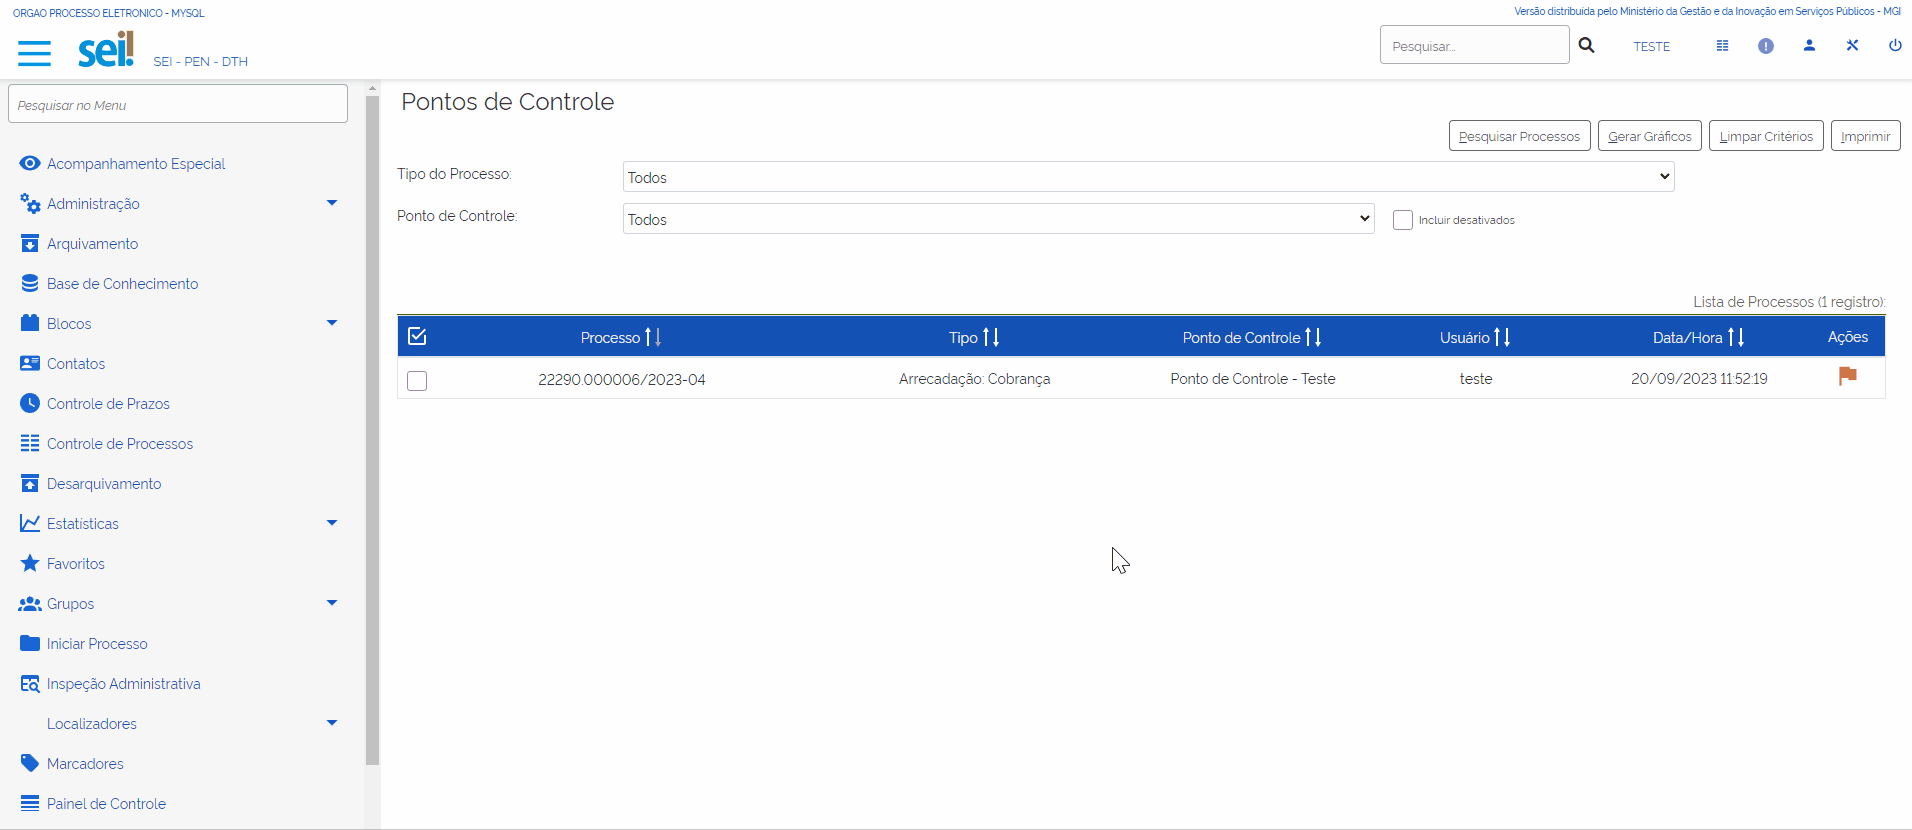 ORGAO PROCESSO ELETRONICO - MYSQL
Versão distribuída pelo Ministério da Gestão e da Inovação em Serviços Públicos - MGI
sei!
SEI - PEN - DTH
Pesquisar...
TESTE
Pesquisar no Menu
Acompanhamento Especial
Administração
Arquivamento
Base de Conhecimento
Blocos
Contatos
Controle de Prazos
Controle de Processos
Desarquivamento
Estatísticas
Favoritos
Grupos
Iniciar Processo
Inspeção Administrativa
Localizadores
Marcadores
Painel de Controle
Pontos de Controle
Pesquisar Processos Gerar Gráficos Limpar Critérios Imprimir
Tipo do Processo: Todos
Ponto de Controle: Todos Incluir desativados
Lista de Processos (1 registro):
Processo Tipo Ponto de Controle Usuário Data/Hora Ações
22290.000006/2023-04 Arrecadação: Cobrança Ponto de Controle - Teste teste 20/09/2023 11:52:19